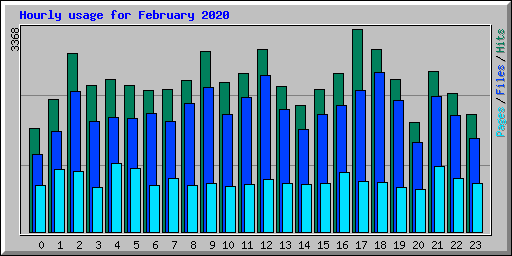 Hourly usage for February 2020
3368
Pages/Files/Hits
0 1 2 3 4 5 6 7 8 9 10 11 12 13 14 15 16 17 18 19 20 21 22 23